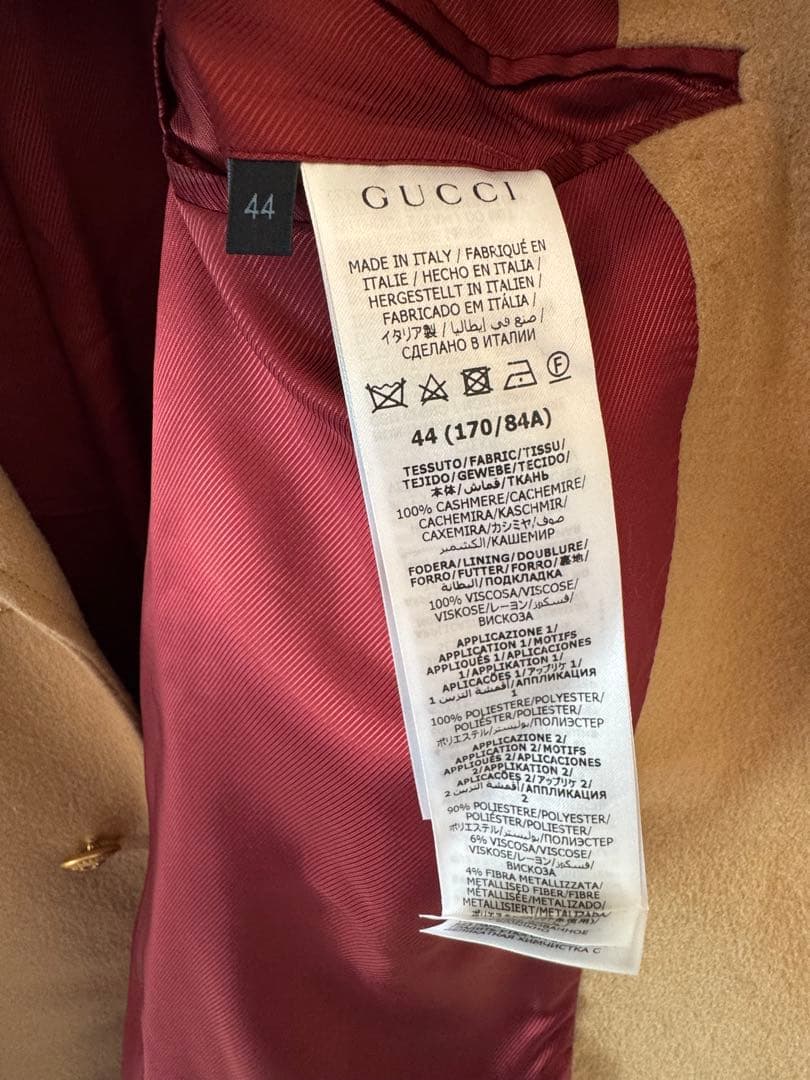 44
GUCCI
MADE IN ITALY / FABRIQUÉ EN
ITALIE / HECHO EN ITALIA /
HERGESTELLT IN ITALIEN /
FABRICADO EM ITÁLIA /
イタリア製 / صنع في إيطاليا /
СДЕЛАНО В ИТАЛИИ
F
44 (170/84A)
TESSUTO/FABRIC/TISSU/
TEJIDO/GEWEBE/TECIDO/
本体/قماش/ТКАНЬ
100% CASHMERE/CACHEMIRE/
CACHEMIRA/KASCHMIR/
CAXEMIRA/カシミヤ/صوف
الكشمير/КАШЕМИР
FODERA/LINING/DOUBLURE/
FORRO/FUTTER/FORRO/裏地/
البطانة/ПОДКЛАДКА
100% VISCOSA/VISCOSE/
VISKOSE/レーヨン/فسكوز/
ВИСКОЗА
APPLICAZIONE 1/
APPLICATION 1/MOTIFS
APPLIQUÉS 1/APLICACIONES
1/APPLIKATION 1/
APLICAÇÕES 1/アップリケ 1/
أقمشة التزيين 1/АППЛИКАЦИЯ
1
100% POLIESTERE/POLYESTER/
POLIÉSTER/POLYESTER/
ポリエステル/بوليستر/ПОЛИЭСТЕР
APPLICAZIONE 2/
APPLICATION 2/MOTIFS
APPLIQUÉS 2/APLICACIONES
2/APPLIKATION 2/
APLICAÇÕES 2/アップリケ 2/
أقمشة التزيين 2/АППЛИКАЦИЯ
2
90% POLIESTERE/POLYESTER/
POLIÉSTER/POLYESTER/
ポリエステル/بوليستر/ПОЛИЭСТЕР
6% VISCOSA/VISCOSE/
VISKOSE/レーヨン/فسكوز/
ВИСКОЗА
4% FIBRA METALLIZZATA/
METALLISED FIBER/FIBRE
METALLISÉE/METALIZADO/
METALLISIERT/METALIZADA/
ХИМЧИСТКА С